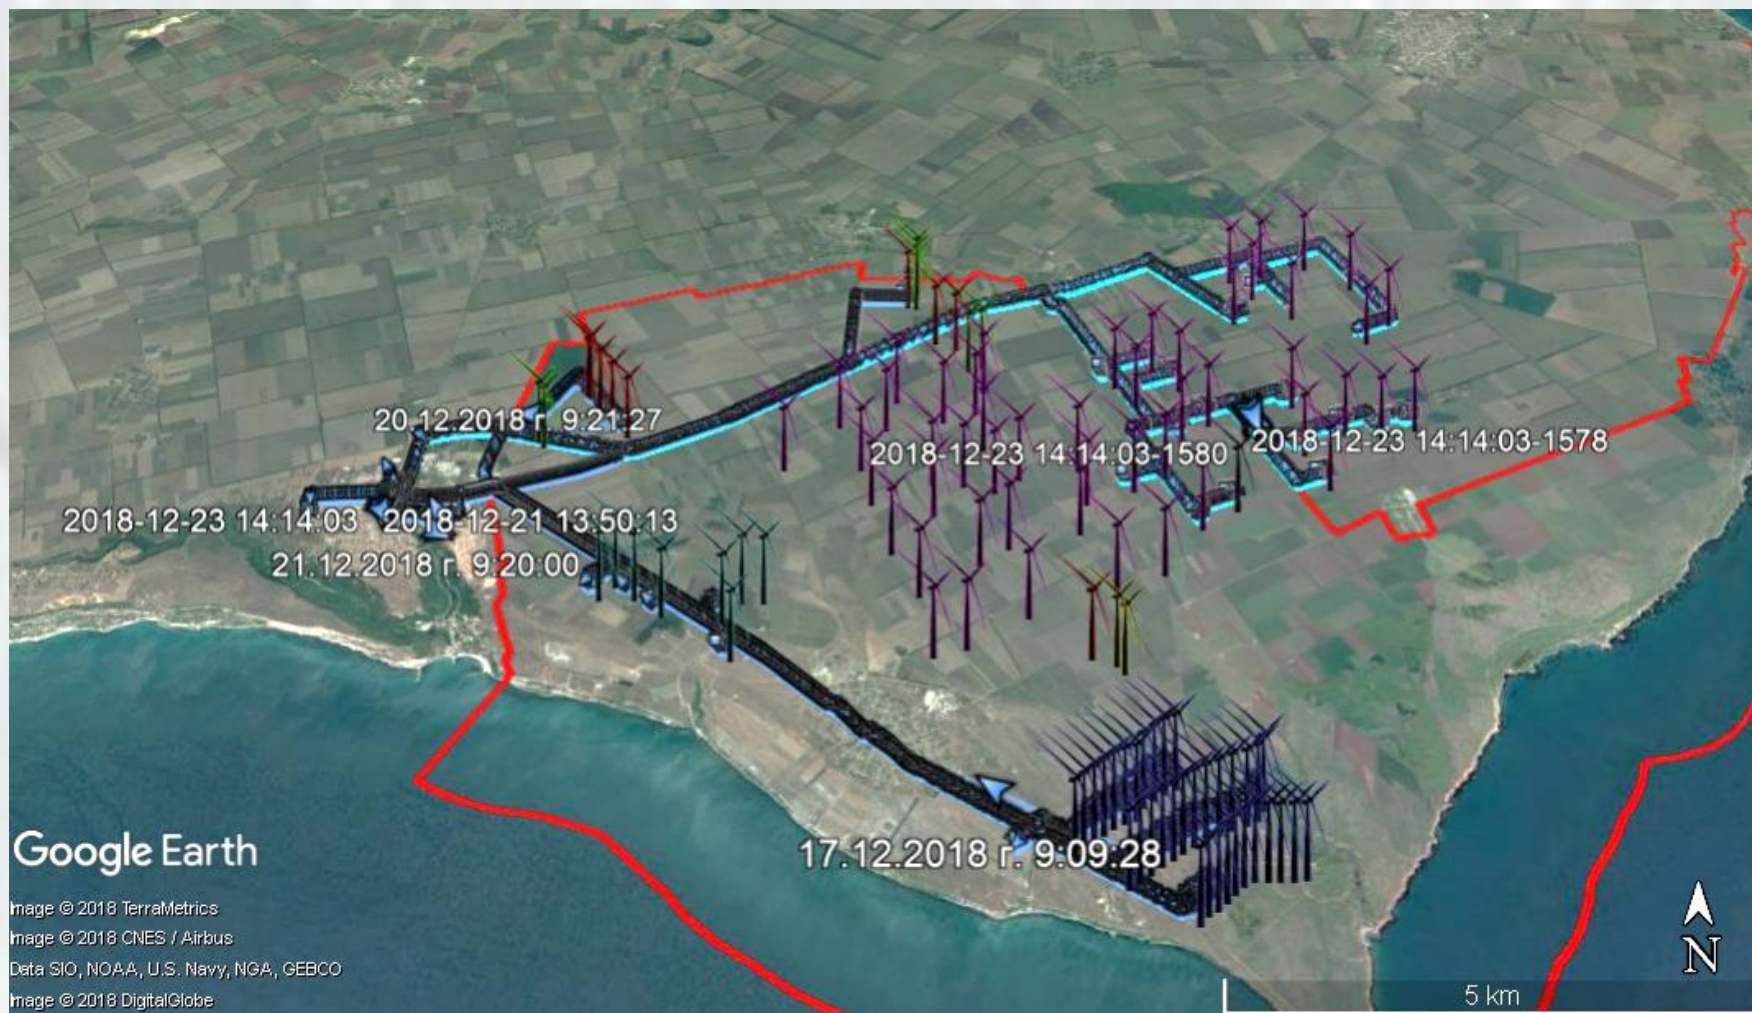 20.12.2018 г. 9:21:27
2018-12-23 14:14:03-1580
2018-12-23 14:14:03-1578
2018-12-23 14:14:03
2018-12-21 13:50:13
21.12.2018 г. 9:20:00
17.12.2018 г. 9.09.28
Google Earth
Image © 2018 TerraMetrics
Image © 2018 CNES / Airbus
Data SIO, NOAA, U.S. Navy, NGA, GEBCO
Image © 2018 DigitalGlobe
N
5 km